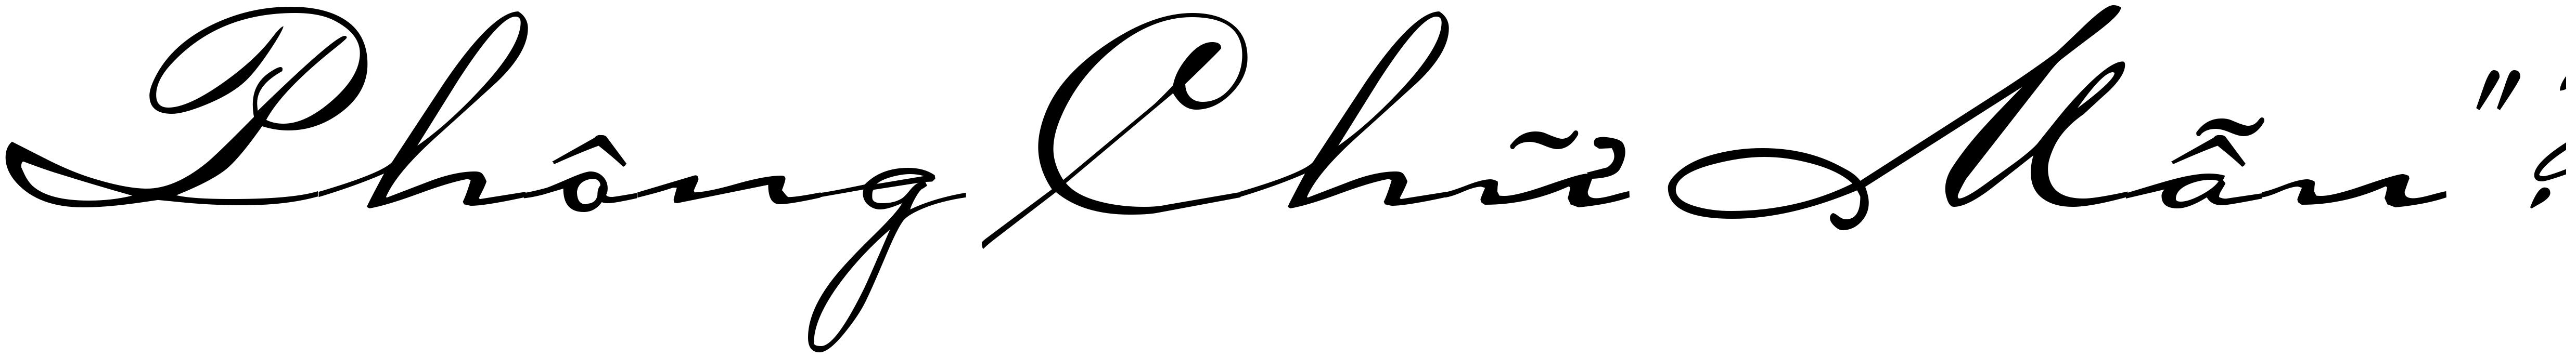 Phông Chữ Mẫu "